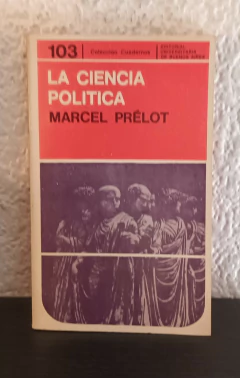 103
Colección Cuadernos
EDITORIAL
UNIVERSITARIA
DE BUENOS AIRES
LA CIENCIA
POLITICA
MARCEL PRÉLOT